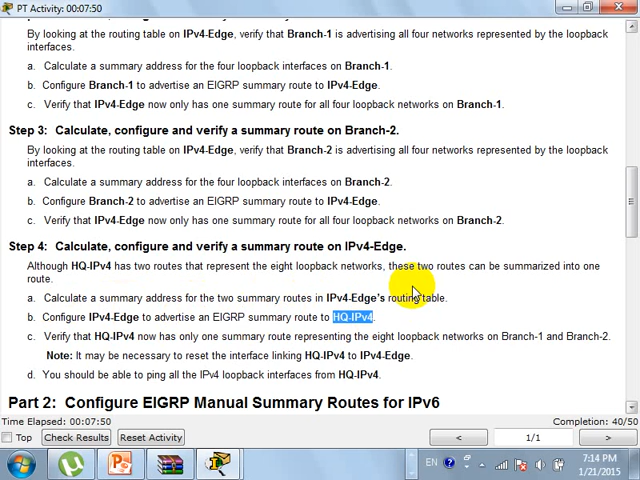 PT Activity: 00:07:50
By looking at the routing table on IPv4-Edge, verify that Branch-1 is advertising all four networks represented by the loopback
interfaces.
a. Calculate a summary address for the four loopback interfaces on Branch-1.
b. Configure Branch-1 to advertise an EIGRP summary route to IPv4-Edge.
c. Verify that IPv4-Edge now only has one summary route for all four loopback networks on Branch-1.
Step 3: Calculate, configure and verify a summary route on Branch-2.
By looking at the routing table on IPv4-Edge, verify that Branch-2 is advertising all four networks represented by the loopback
interfaces.
a. Calculate a summary address for the four loopback interfaces on Branch-2.
b. Configure Branch-2 to advertise an EIGRP summary route to IPv4-Edge.
c. Verify that IPv4-Edge now only has one summary route for all four loopback networks on Branch-2.
Step 4: Calculate, configure and verify a summary route on IPv4-Edge.
Although HQ-IPv4 has two routes that represent the eight loopback networks, these two routes can be summarized into one
route.
a. Calculate a summary address for the two summary routes in IPv4-Edge's routing table.
b. Configure IPv4-Edge to advertise an EIGRP summary route to HQ-IPv4.
c. Verify that HQ-IPv4 now has only one summary route representing the eight loopback networks on Branch-1 and Branch-2.
Note: It may be necessary to reset the interface linking HQ-IPv4 to IPv4-Edge.
d. You should be able to ping all the IPv4 loopback interfaces from HQ-IPv4.
Part 2: Configure EIGRP Manual Summary Routes for IPv6
Time Elapsed: 00:07:50 Completion: 40/50
Top Check Results Reset Activity < 1/1 >
EN 7:14 PM
1/21/2015